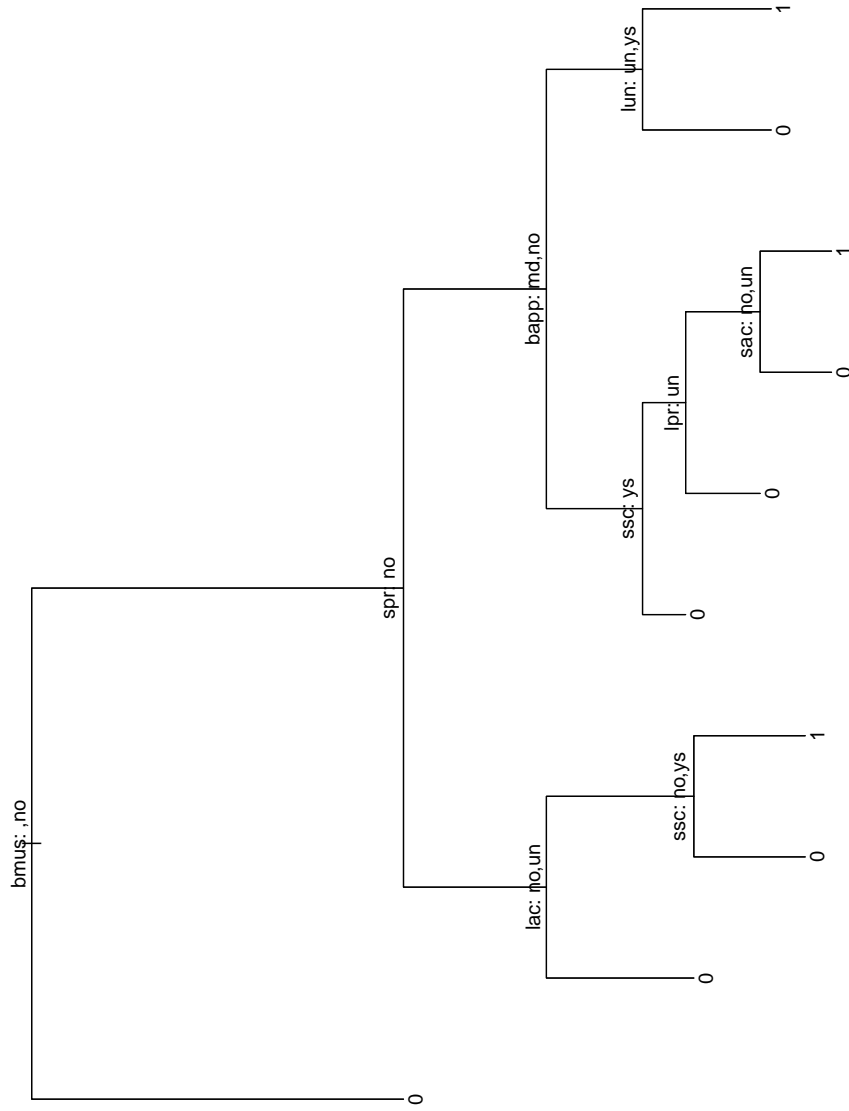 bmus: ,no
spr: no
bapp: md,no
lac: no,un
ssc: ys
lun: un,ys
lpr: un
ssc: no,ys
sac: no,un
0
0
0
1
0
0
0
1
0
1